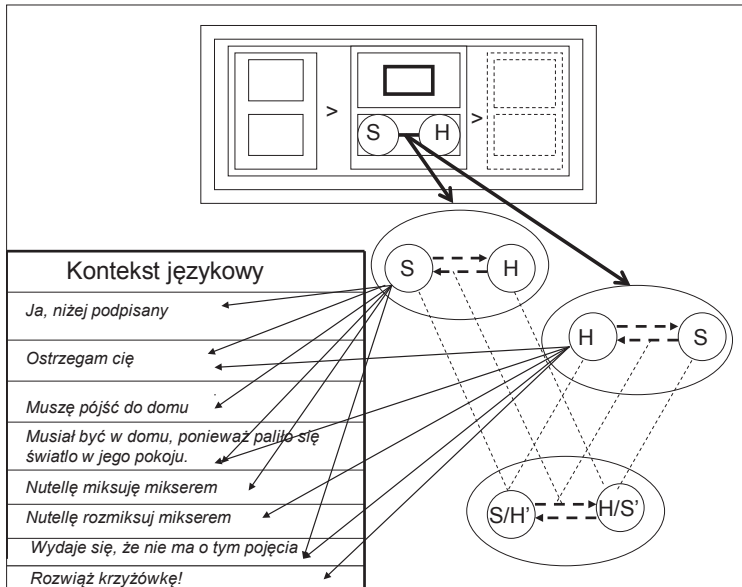 >
>
S H
S H
H S
S/H' H/S'
Kontekst językowy
Ja, niżej podpisany
Ostrzegam cię
Muszę pójść do domu
Musiał być w domu, ponieważ paliło się
światlo w jego pokoju.
Nutellę miksuję mikserem
Nutellę rozmiksuj mikserem
Wydaje się, że nie ma o tym pojęcia
Rozwiąż krzyżówkę!